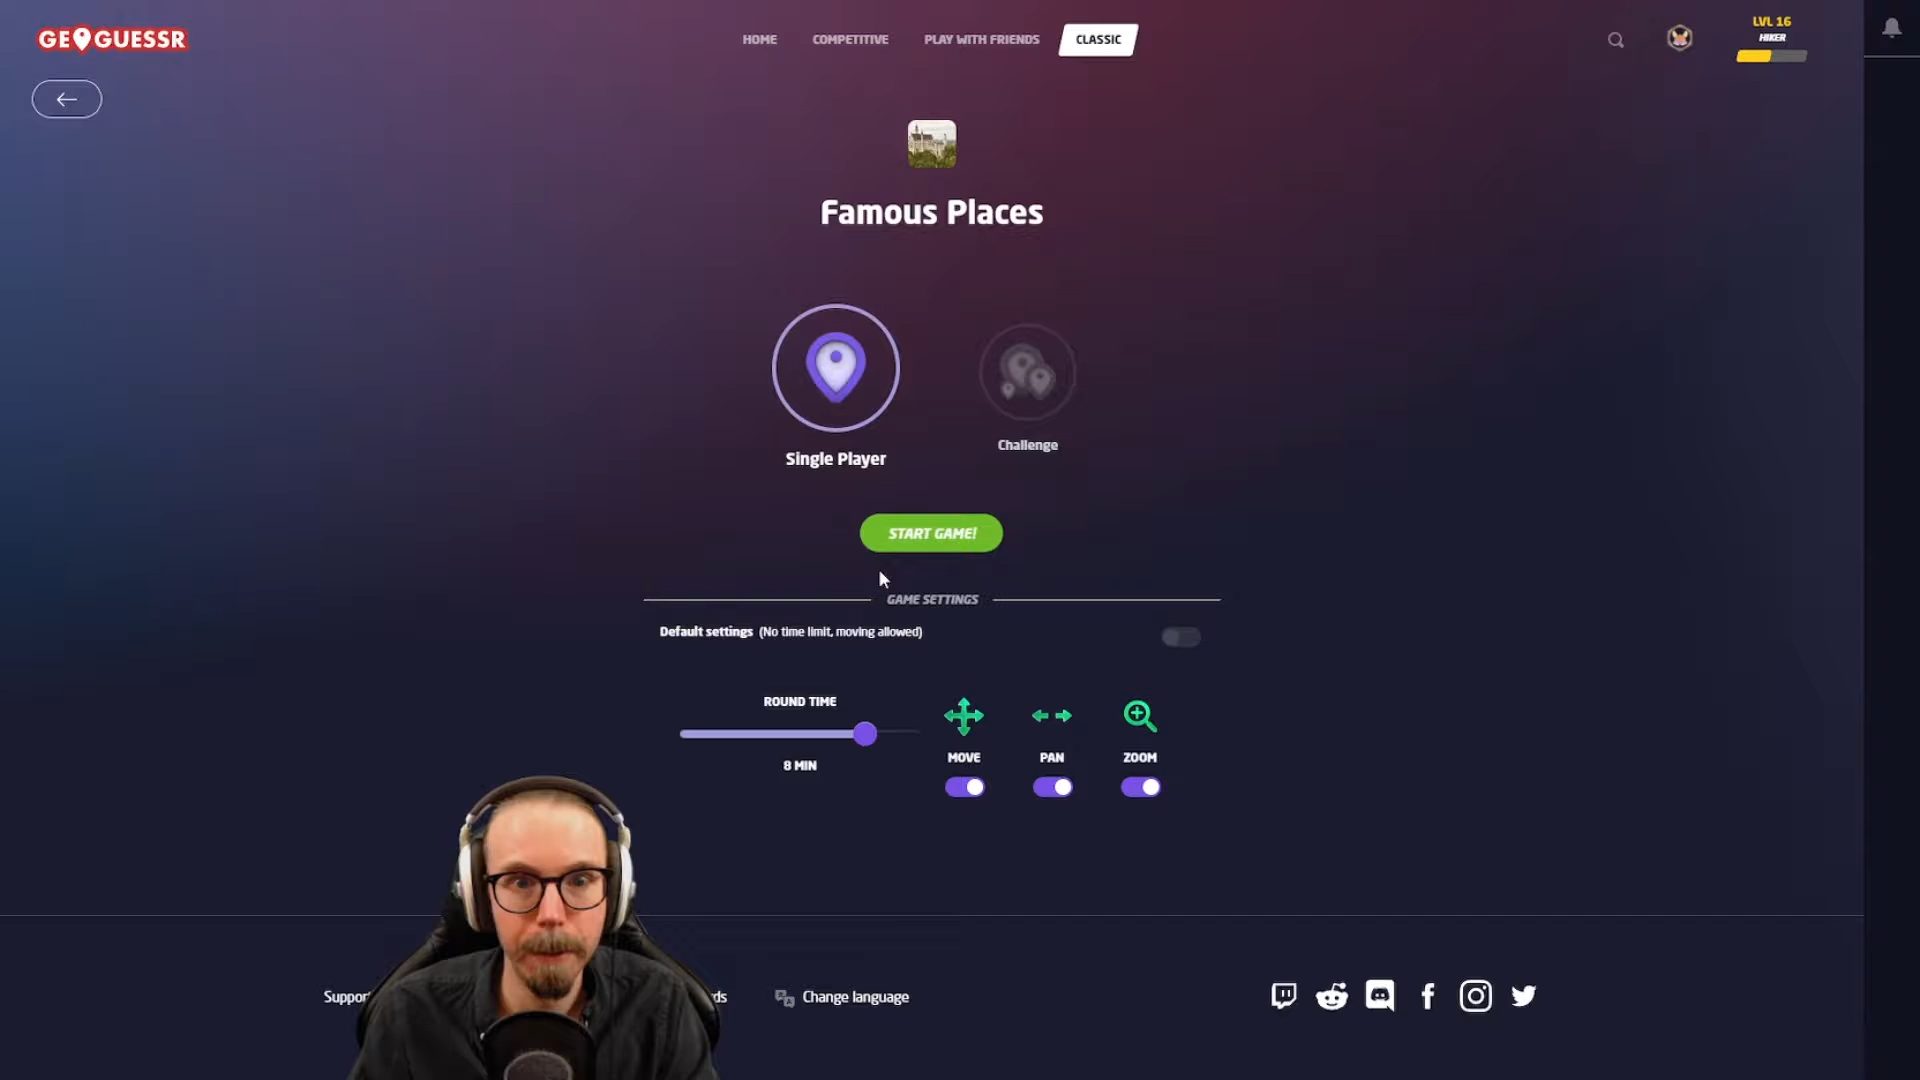 GEOGUESSR
HOME
COMPETITIVE
PLAY WITH FRIENDS
CLASSIC
LVL 16
HIKER
Famous Places
Single Player
Challenge
START GAME!
GAME SETTINGS
Default settings (No time limit, moving allowed)
ROUND TIME
8 MIN
MOVE
PAN
ZOOM
Change language